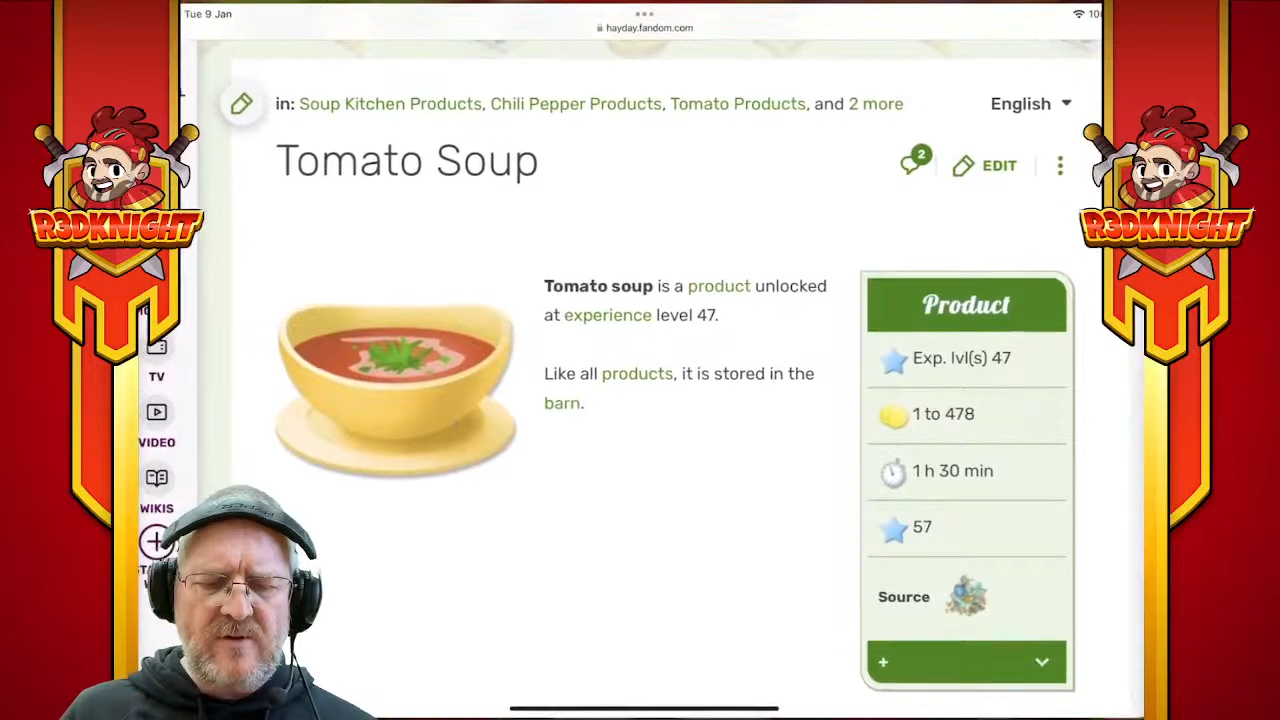 Tue 9 Jan
hayday.fandom.com
in: Soup Kitchen Products, Chili Pepper Products, Tomato Products, and 2 more
English
Tomato Soup
2
EDIT
R3DKNIGHT
R3DKNIGHT
Tomato soup is a product unlocked
at experience level 47.
Like all products, it is stored in the
barn.
Product
Exp. lvl(s) 47
1 to 478
1 h 30 min
57
Source
+
TV
VIDEO
WIKIS